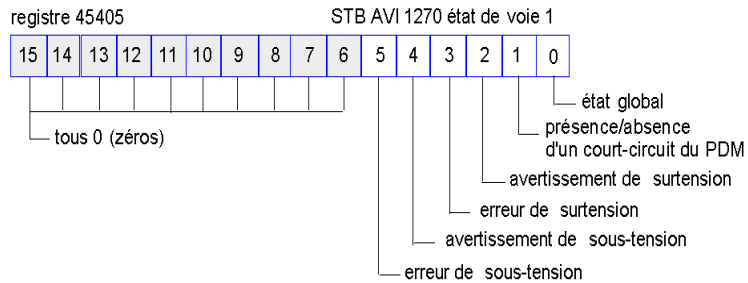 registre 45405 STB AVI 1270 état de voie 1
15 14 13 12 11 10 9 8 7 6 5 4 3 2 1 0
état global
présence/absence
d'un court-circuit du PDM
tous 0 (zéros)
avertissement de surtension
erreur de surtension
avertissement de sous-tension
erreur de sous-tension